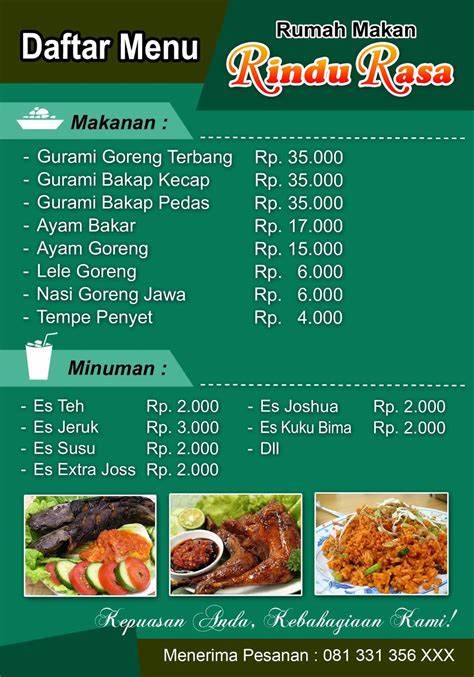 Daftar Menu
Rumah Makan
Rindu Rasa
Makanan :
- Gurami Goreng Terbang Rp. 35.000
- Gurami Bakap Kecap Rp. 35.000
- Gurami Bakap Pedas Rp. 35.000
- Ayam Bakar Rp. 17.000
- Ayam Goreng Rp. 15.000
- Lele Goreng Rp. 6.000
- Nasi Goreng Jawa Rp. 6.000
- Tempe Penyet Rp. 4.000
Minuman :
- Es Teh Rp. 2.000
- Es Jeruk Rp. 3.000
- Es Susu Rp. 2.000
- Es Extra Joss Rp. 2.000
- Es Joshua Rp. 2.000
- Es Kuku Bima Rp. 2.000
- Dll
Kepuasan Anda, Kebahagiaan Kami!
Menerima Pesanan : 081 331 356 XXX